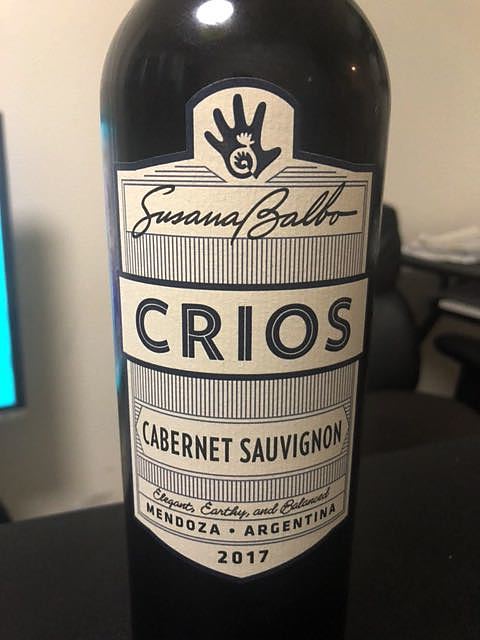 Susana Balbo
CRIOS
CABERNET SAUVIGNON
Elegant, Earthy, and Balanced
MENDOZA • ARGENTINA
2017